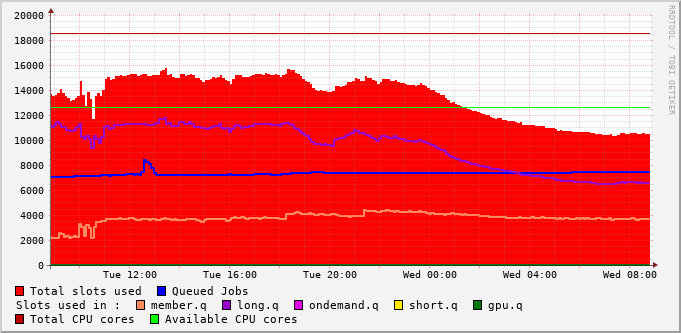 20000
18000
16000
14000
12000
10000
8000
6000
4000
2000
0
Tue 12:00 Tue 16:00 Tue 20:00 Wed 00:00 Wed 04:00 Wed 08:00
RRDTOOL / TOBI OETIKER
Total slots used Queued Jobs
Slots used in : member.q long.q ondemand.q short.q gpu.q
Total CPU cores Available CPU cores